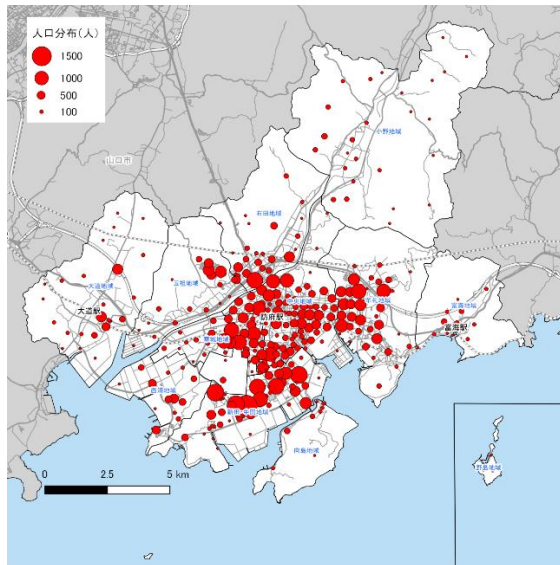 人口分布(人)
1500
1000
500
100
山口市
小野地域
右田地域
玉祖地域
大道地域
大道駅
防府駅
牟礼地域
富海地域
富海駅
華城地域
西浦地域
新田・中関地域
向島地域
野島地域
0 2.5 5 km